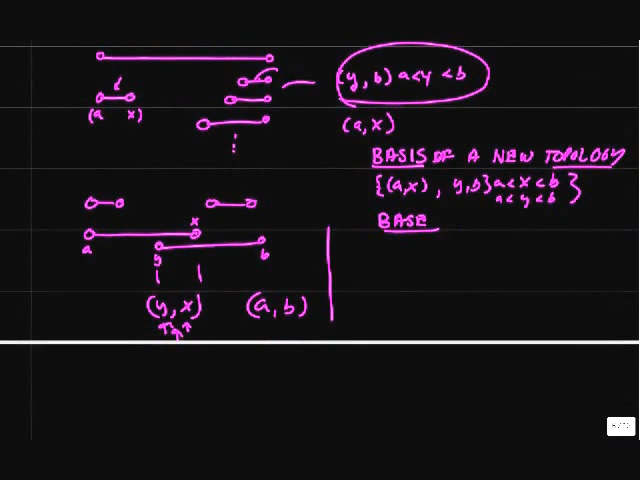 (y, b) a<y<b
(a x)
(a, x)
BASIS OF A NEW TOPOLOGY
{(a,x), y,b) a<x<b}
a<y<b
BASE
x
a
y
b
(y, x) (a, b)